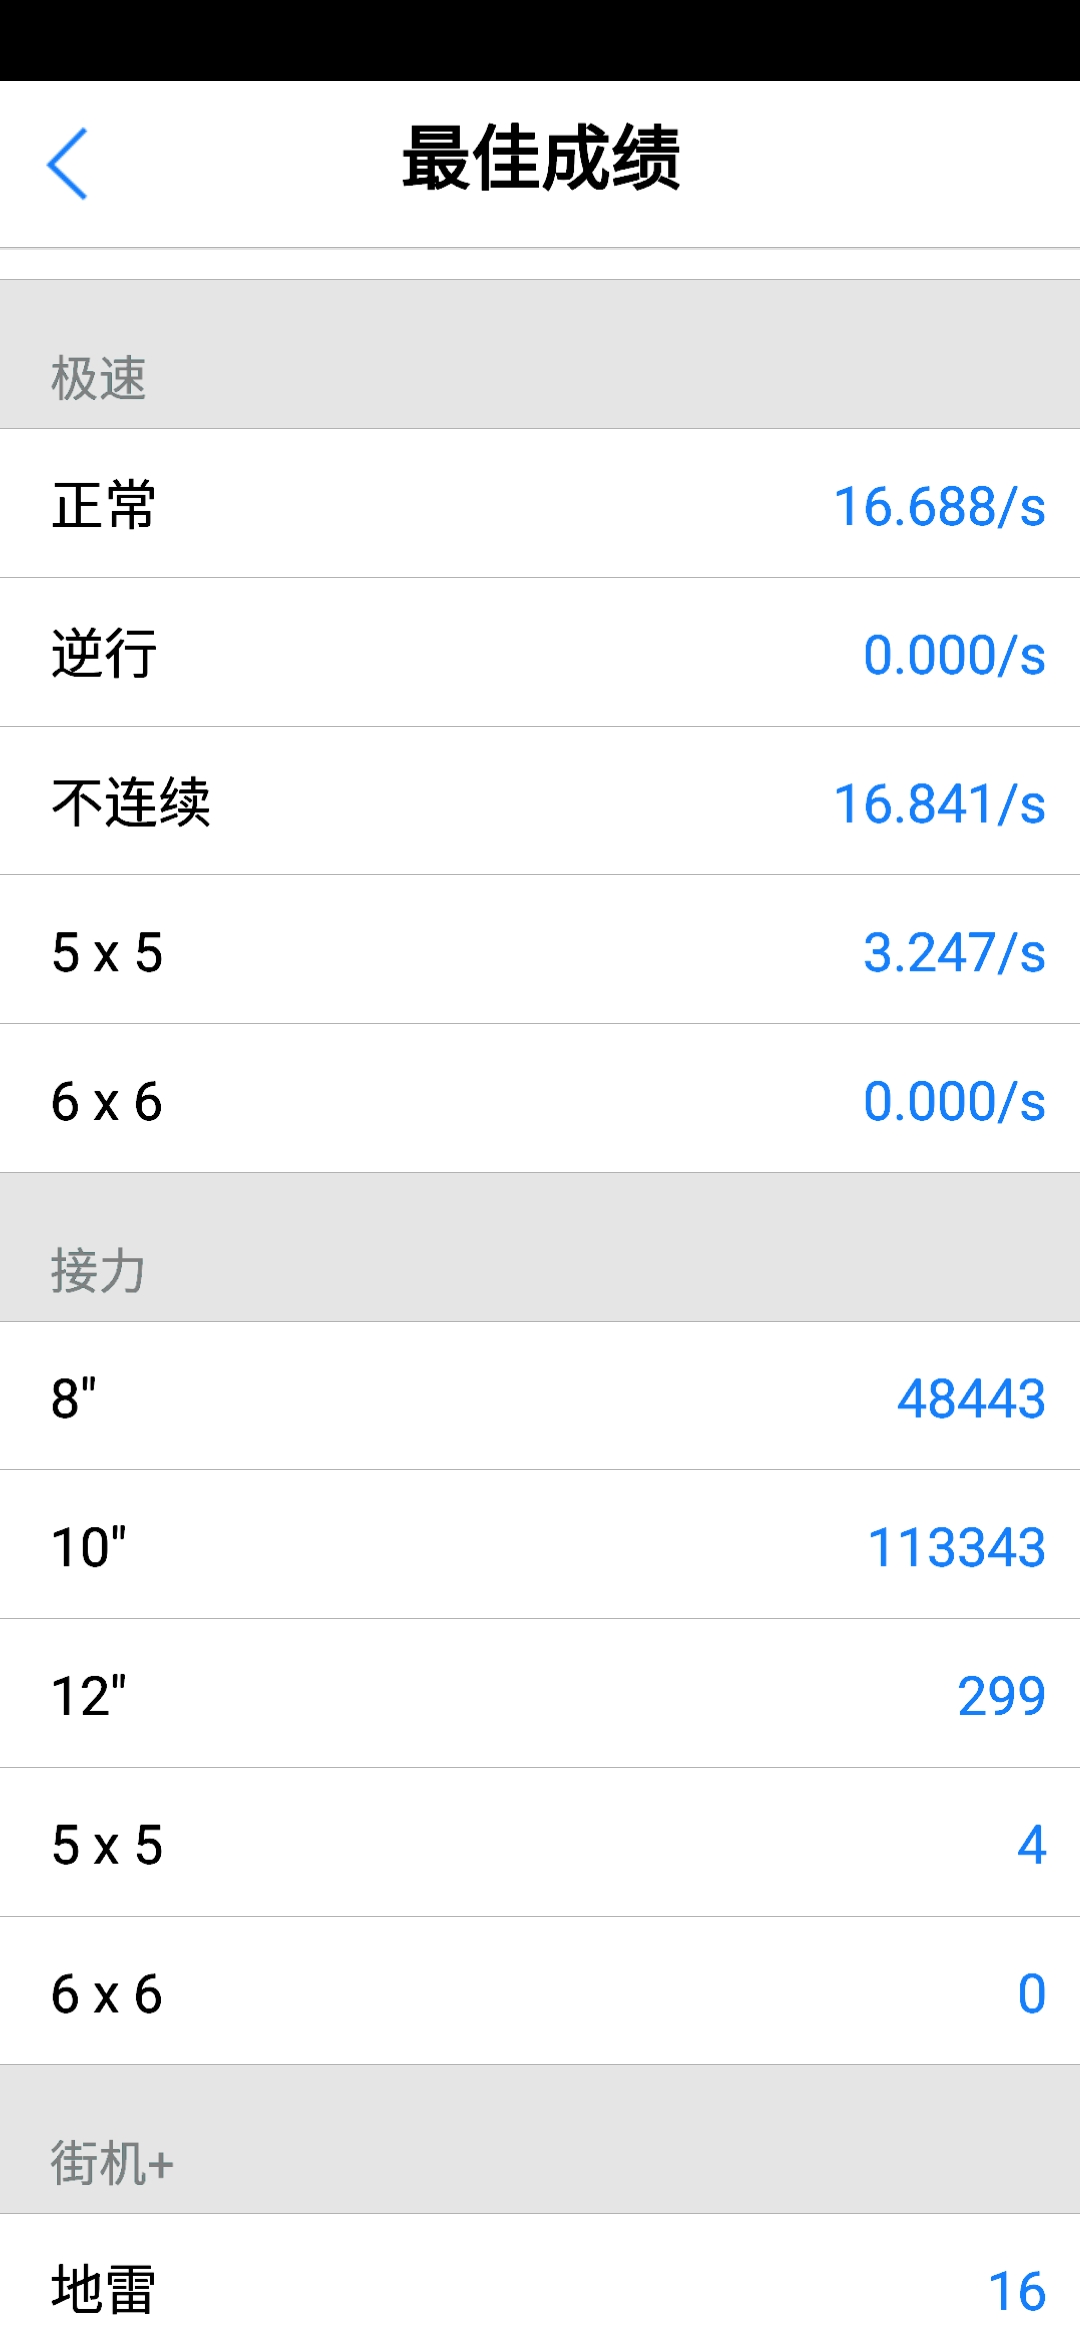 最佳成绩
极速
正常 16.688/s
逆行 0.000/s
不连续 16.841/s
5 x 5 3.247/s
6 x 6 0.000/s
接力
8" 48443
10" 113343
12" 299
5 x 5 4
6 x 6 0
街机+
地雷 16